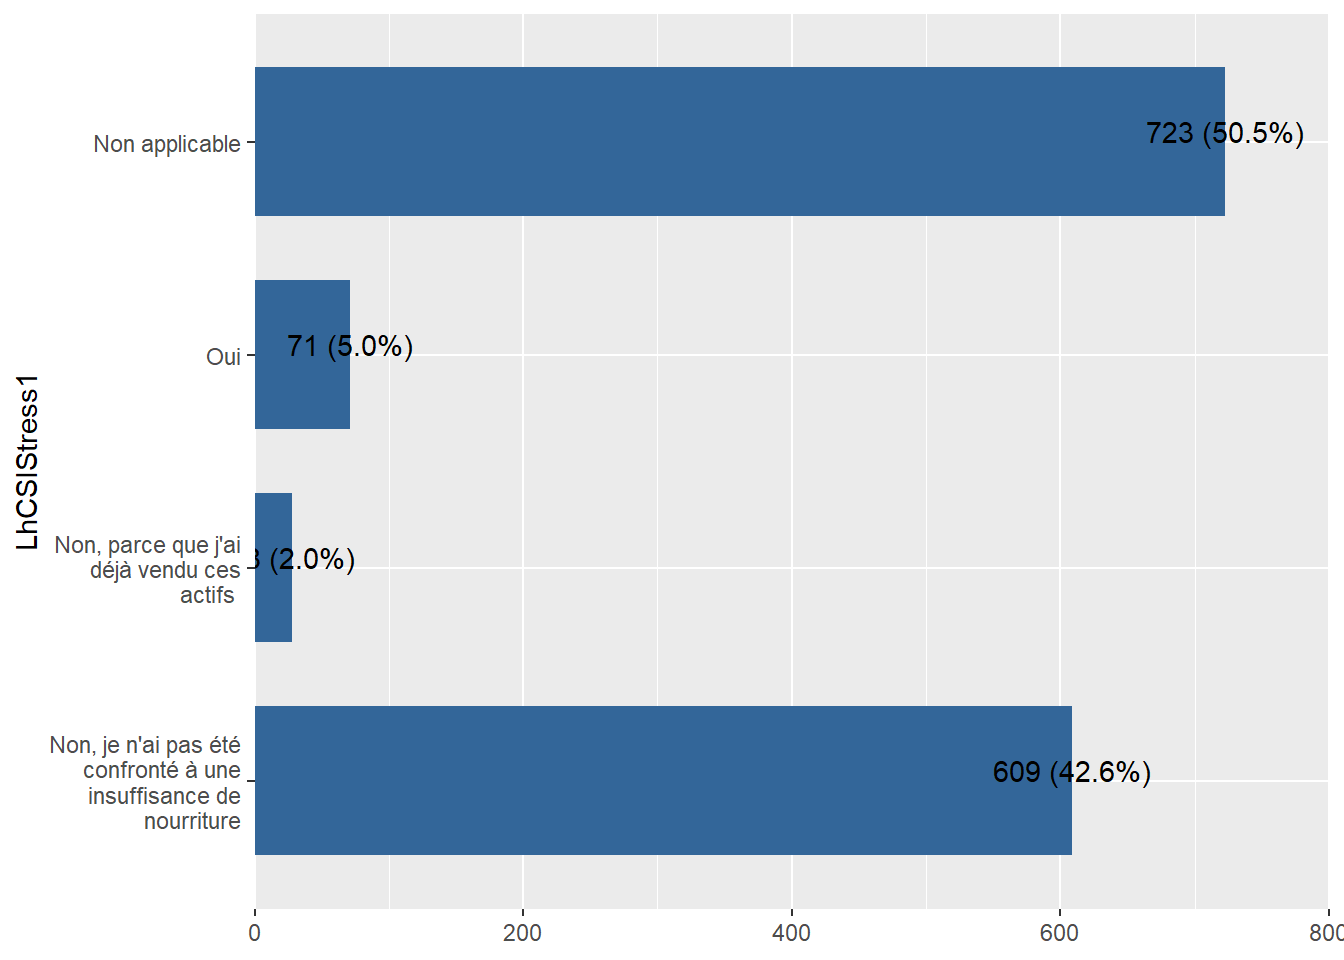 Non applicable
723 (50.5%)
Oui
71 (5.0%)
LhCSIStress1
Non, parce que j'ai
déjà vendu ces
actifs
(2.0%)
Non, je n'ai pas été
confronté à une
insuffisance de
nourriture
609 (42.6%)
0 200 400 600